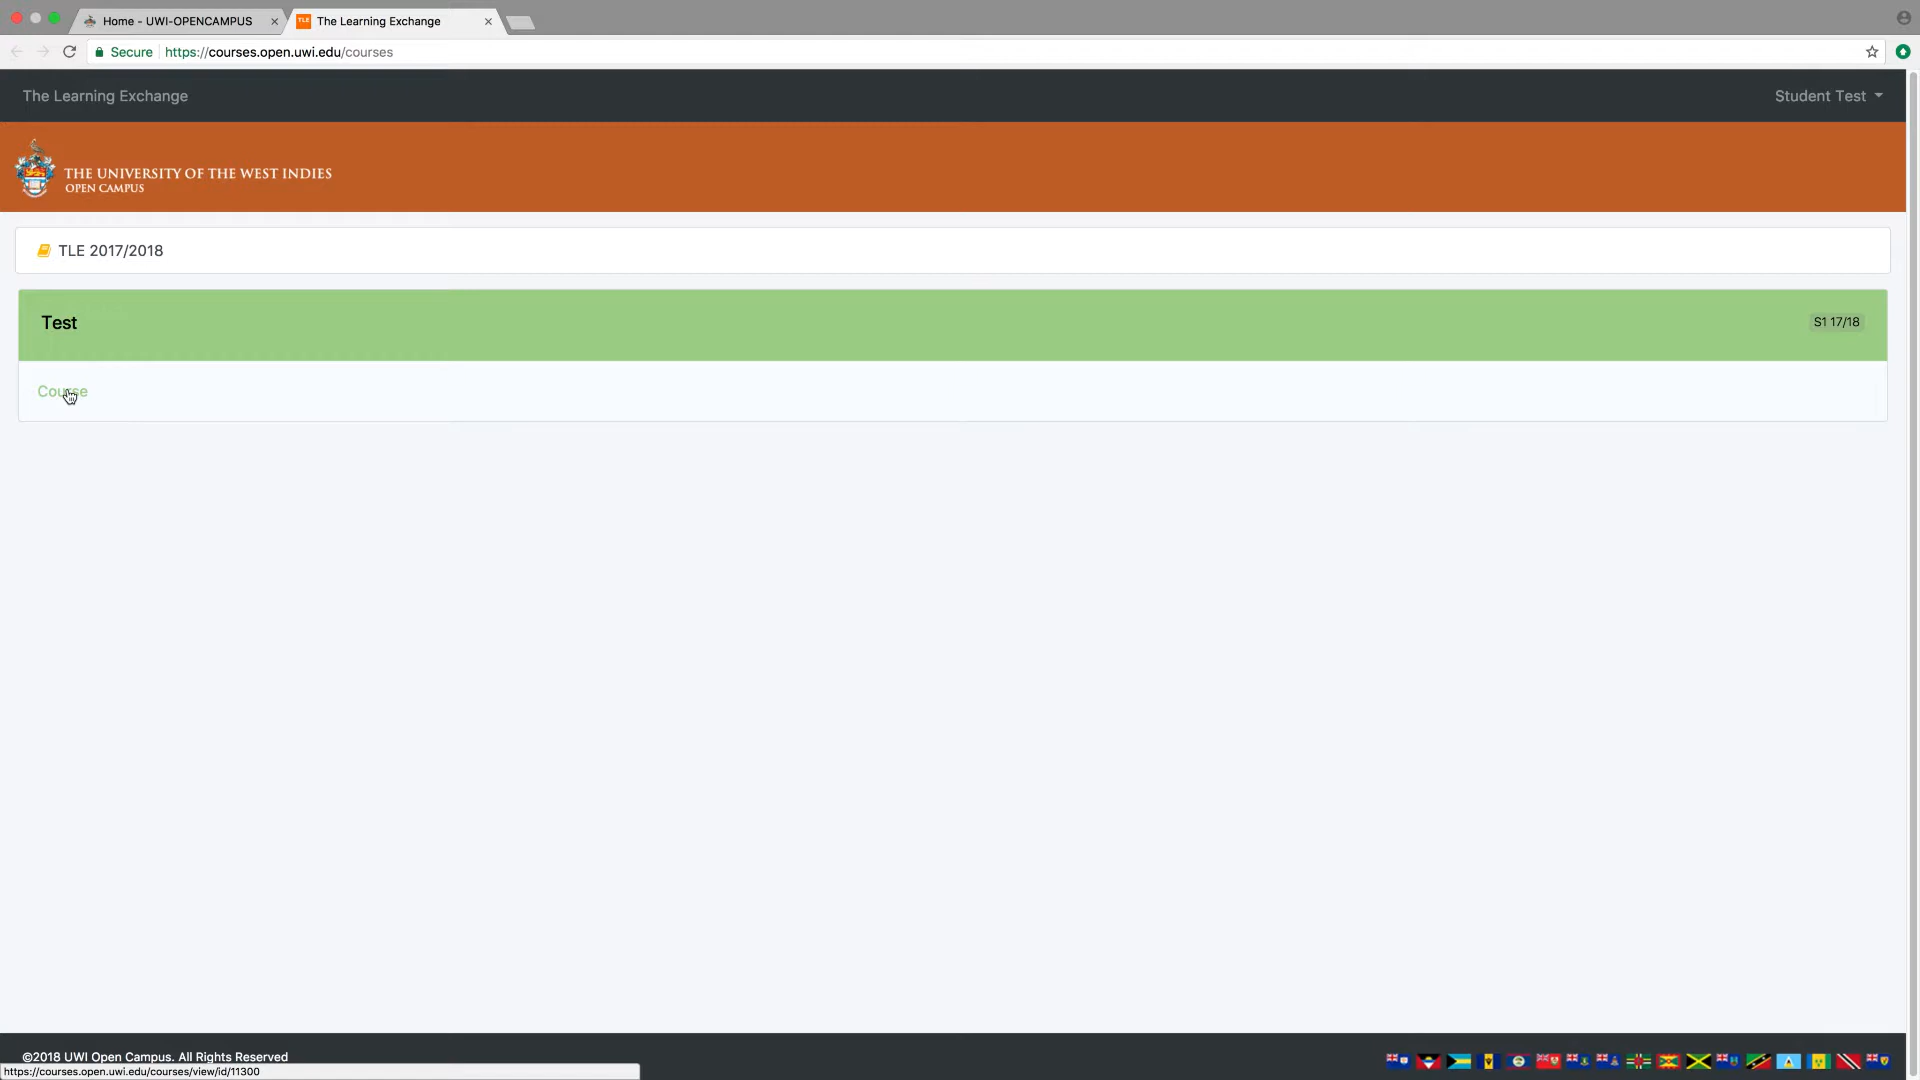 Home - UWI-OPENCAMPUS
TLE The Learning Exchange
Secure https://courses.open.uwi.edu/courses
The Learning Exchange
Student Test
THE UNIVERSITY OF THE WEST INDIES
OPEN CAMPUS
TLE 2017/2018
Test
S1 17/18
Course
©2018 UWI Open Campus. All Rights Reserved
https://courses.open.uwi.edu/courses/view/id/11300